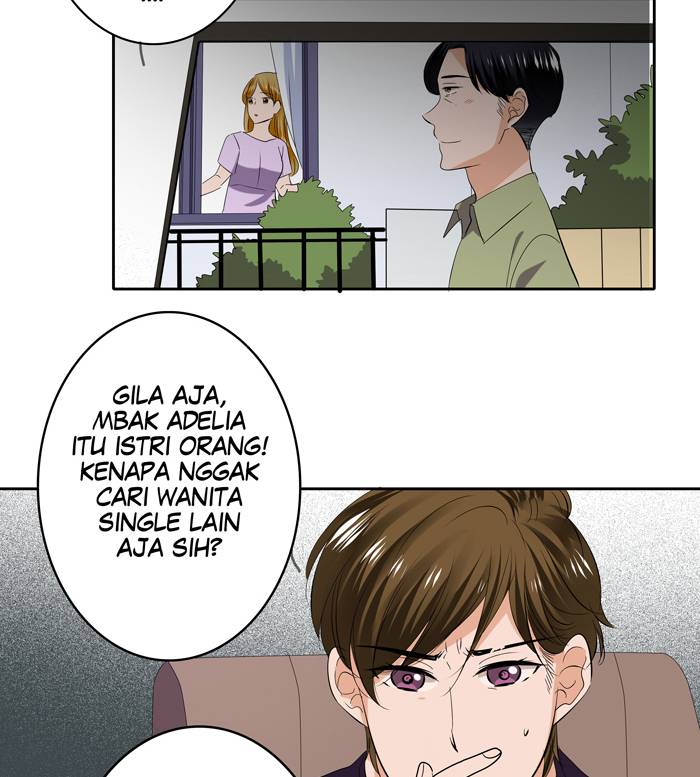 ....
GILA AJA,
MBAK ADELIA
ITU ISTRI ORANG!
KENAPA NGGAK
CARI WANITA
SINGLE LAIN
AJA SIH?